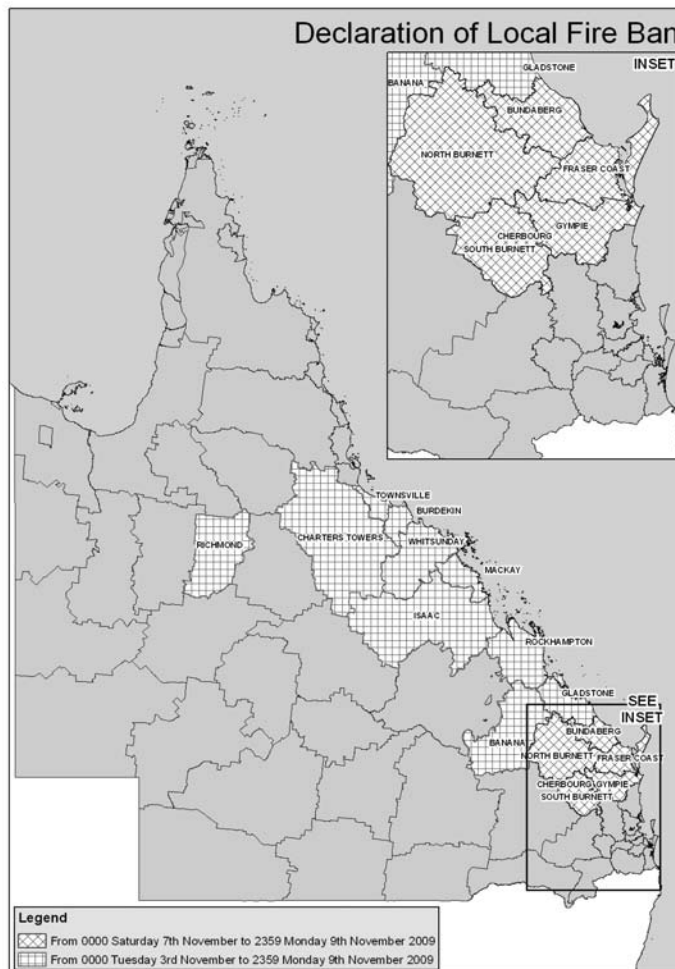 Declaration of Local Fire Ban
INSET
GLADSTONE
BANANA
BUNDABERG
NORTH BURNETT
FRASER COAST
GYMPIE
CHERBOURG
SOUTH BURNETT
TOWNSVILLE
BURDEKIN
RICHMOND
CHARTERS TOWERS
WHITSUNDAY
MACKAY
ISAAC
ROCKHAMPTON
GLADSTONE
SEE
INSET
BUNDABERG
BANANA
NORTH BURNETT
FRASER COAST
CHERBOURG
GYMPIE
SOUTH BURNETT
Legend
From 0000 Saturday 7th November to 2359 Monday 9th November 2009
From 0000 Tuesday 3rd November to 2359 Monday 9th November 2009